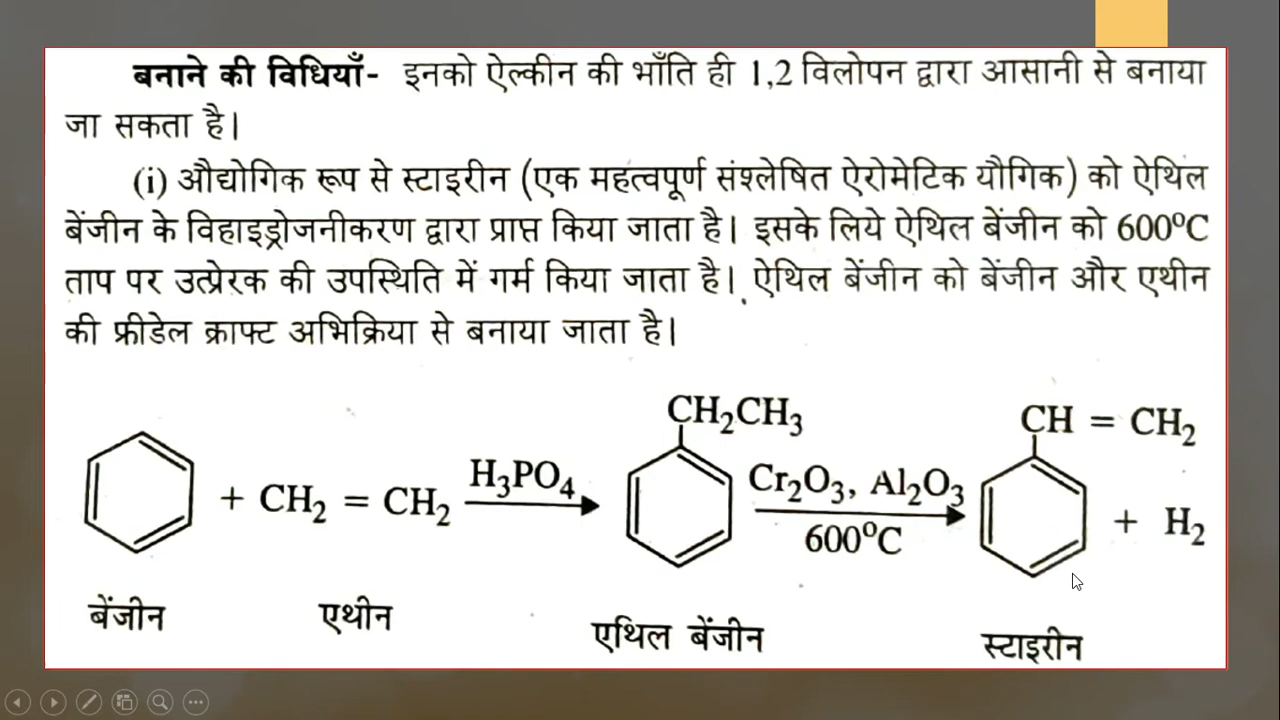 बनाने की विधियाँ- इनको ऐल्कीन की भाँति ही 1,2 विलोपन द्वारा आसानी से बनाया
जा सकता है।
(i) औद्योगिक रूप से स्टाइरीन (एक महत्वपूर्ण संश्लेषित ऐरोमेटिक यौगिक) को ऐथिल
बेंजीन के विहाइड्रोजनीकरण द्वारा प्राप्त किया जाता है। इसके लिये ऐथिल बेंजीन को 600⁰C
ताप पर उत्प्रेरक की उपस्थिति में गर्म किया जाता है। ऐथिल बेंजीन को बेंजीन और एथीन
की फ्रीडेल क्राफ्ट अभिक्रिया से बनाया जाता है।
CH₂CH₃
CH = CH₂
+ CH₂ = CH₂
H₃PO₄
Cr₂O₃, Al₂O₃
600⁰C
+ H₂
बेंजीन
एथीन
एथिल बेंजीन
स्टाइरीन